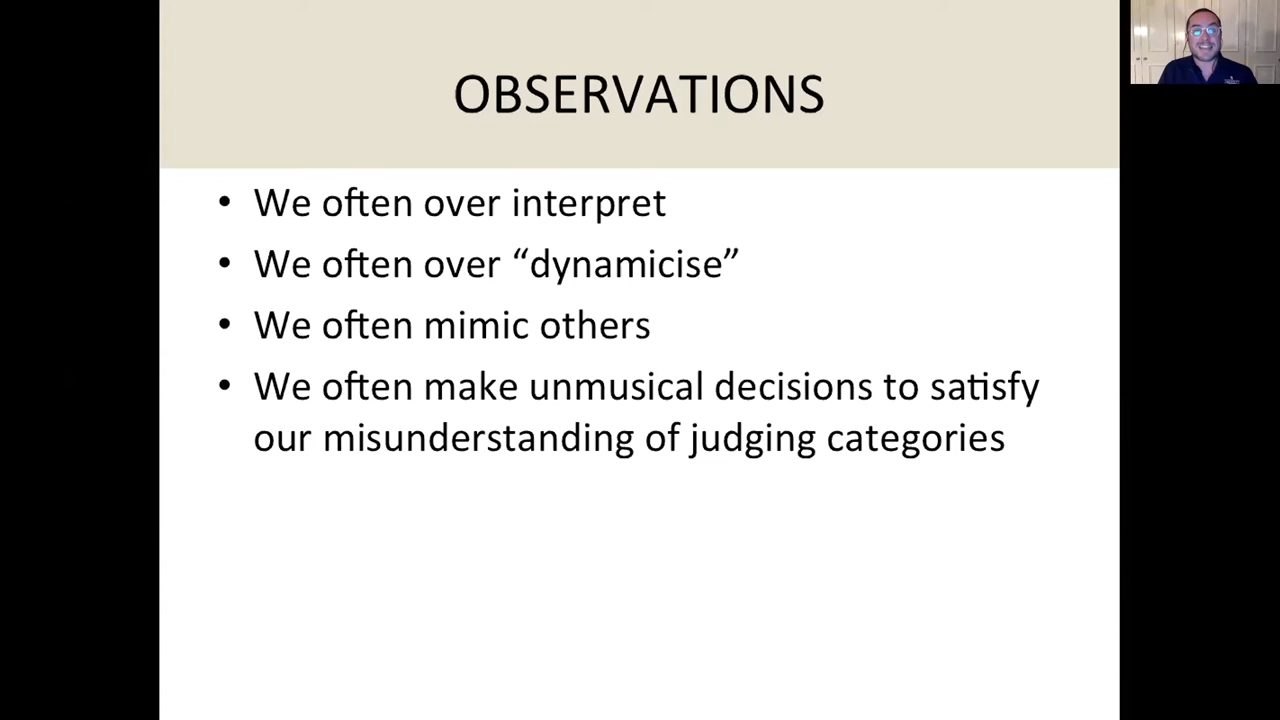 OBSERVATIONS
• We often over interpret
• We often over “dynamicise”
• We often mimic others
• We often make unmusical decisions to satisfy
our misunderstanding of judging categories